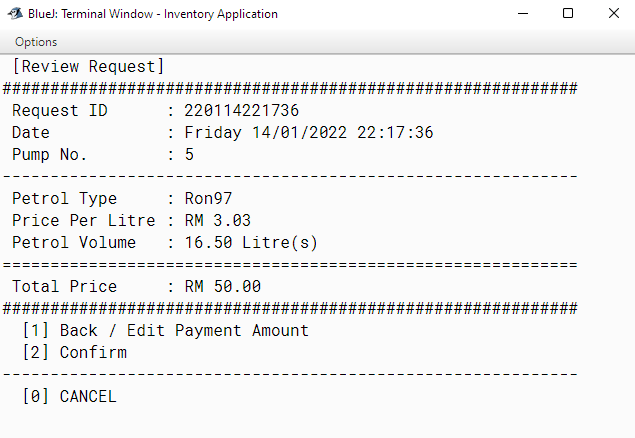 BlueJ: Terminal Window - Inventory Application
Options
[Review Request]
############################################################
Request ID      : 220114221736
Date            : Friday 14/01/2022 22:17:36
Pump No.        : 5
------------------------------------------------------------
Petrol Type     : Ron97
Price Per Litre : RM 3.03
Petrol Volume   : 16.50 Litre(s)
============================================================
Total Price     : RM 50.00
############################################################
[1] Back / Edit Payment Amount
[2] Confirm
------------------------------------------------------------
[0] CANCEL